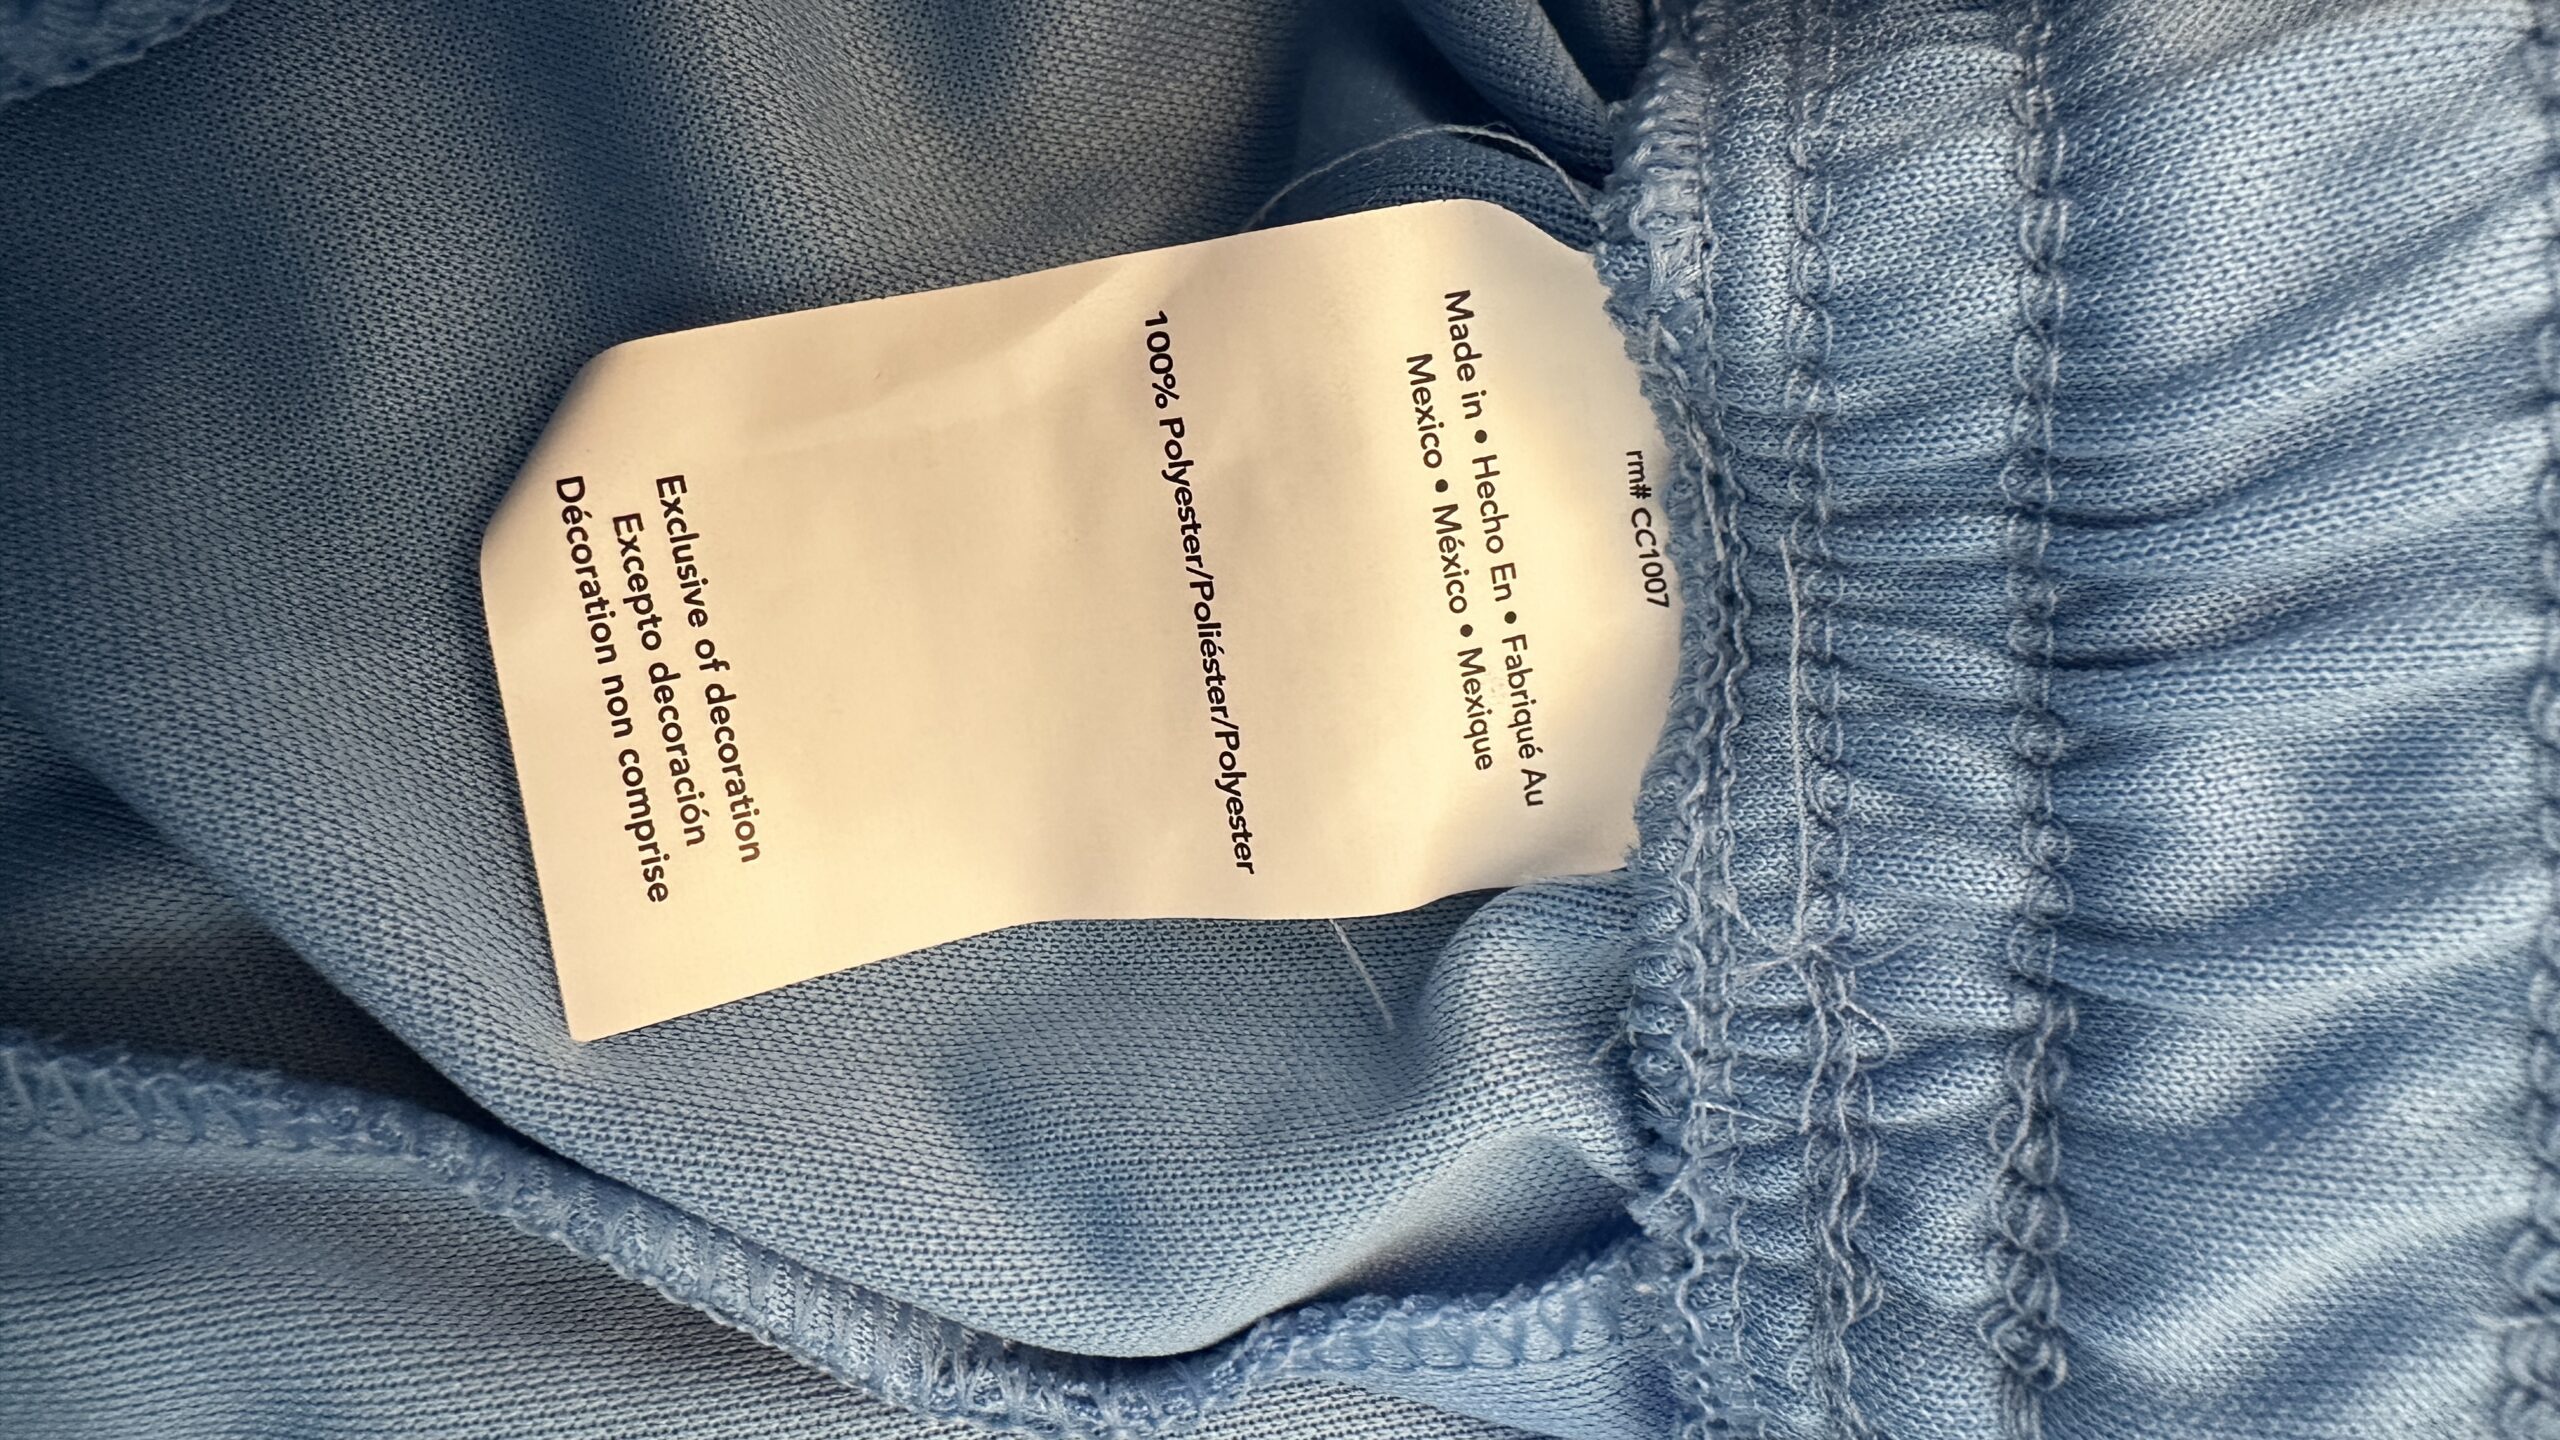 rm# CC1007
Made in • Hecho En • Fabriqué Au
Mexico • México • Mexique
100% Polyester/Poliéster/Polyester
Exclusive of decoration
Excepto decoración
Décoration non comprise